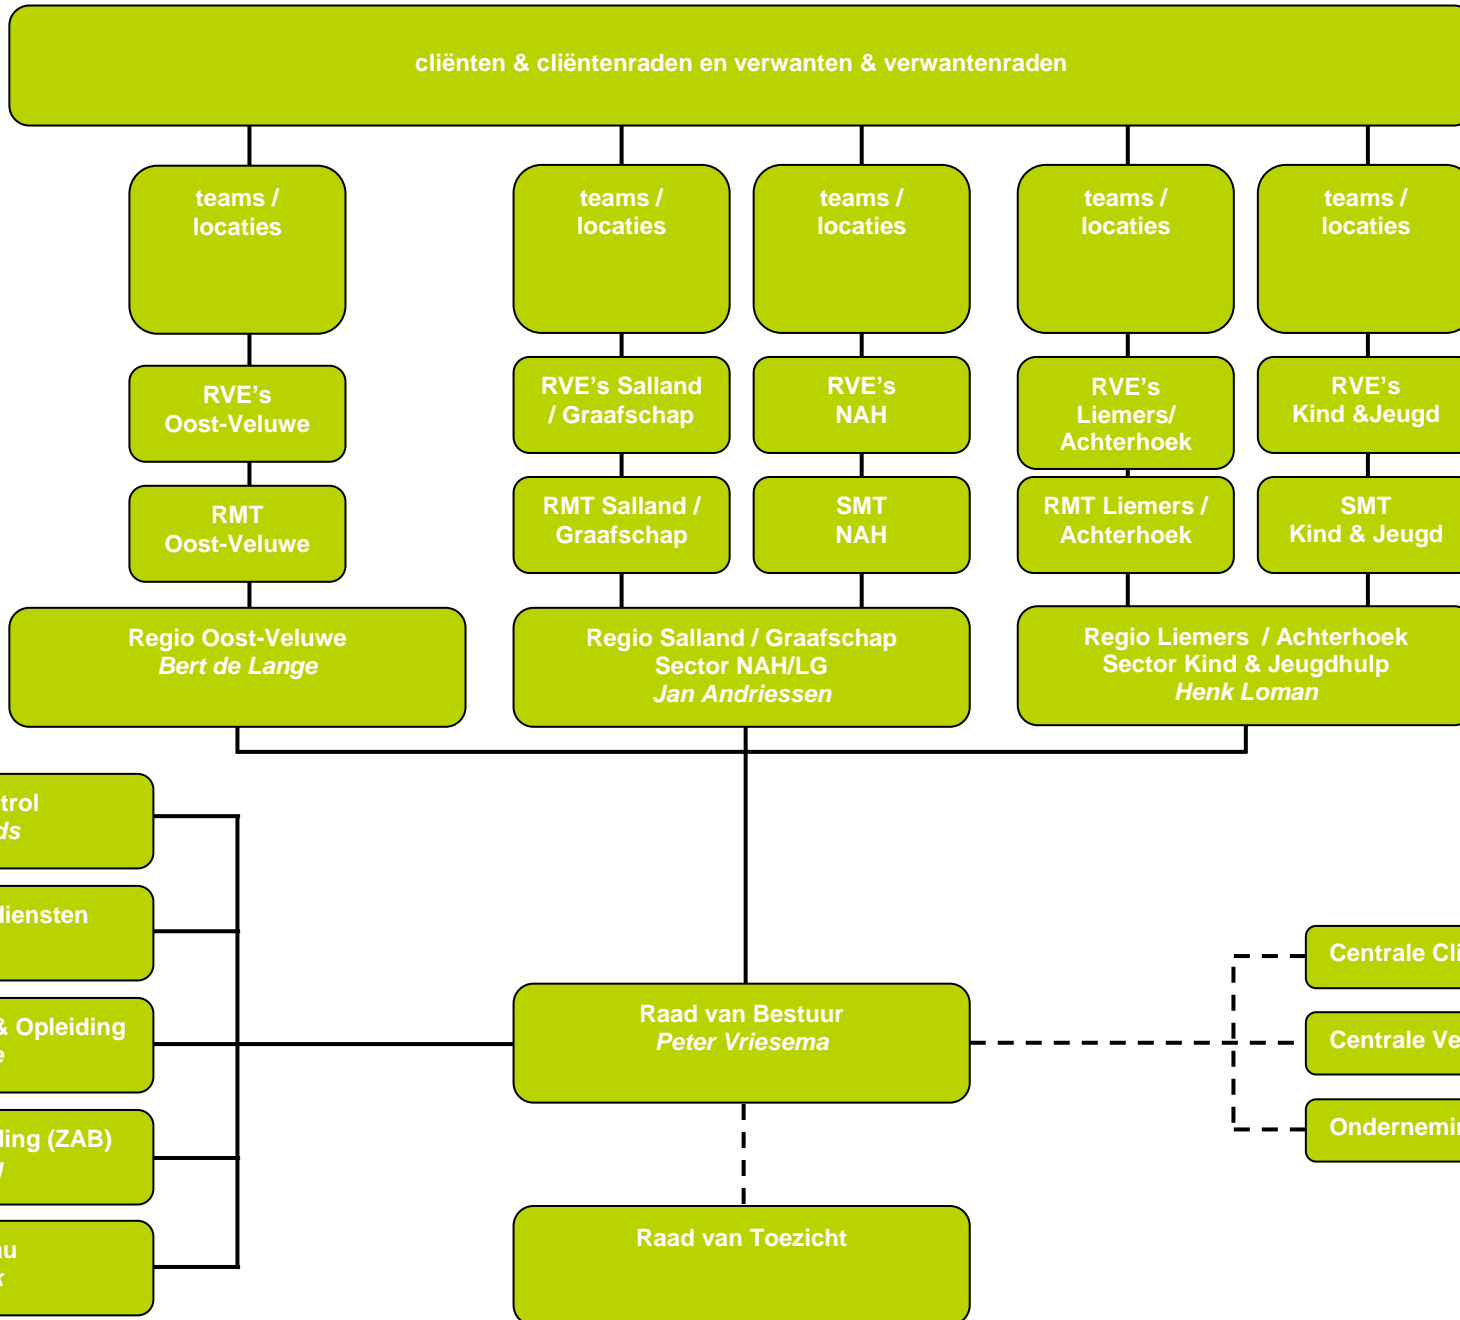 cliënten & cliëntenraden en verwanten & verwantenraden
teams /
locaties
teams /
locaties
teams /
locaties
teams /
locaties
teams /
locaties
RVE's
Oost-Veluwe
RVE's Salland
/ Graafschap
RVE's
NAH
RVE's
Liemers/
Achterhoek
RVE's
Kind &Jeugd
RMT
Oost-Veluwe
RMT Salland /
Graafschap
SMT
NAH
RMT Liemers /
Achterhoek
SMT
Kind & Jeugd
Regio Oost-Veluwe
Bert de Lange
Regio Salland / Graafschap
Sector NAH/LG
Jan Andriessen
Regio Liemers  / Achterhoek
Sector Kind & Jeugdhulp
Henk Loman
& Opleiding
(ZAB)
Raad van Bestuur
Peter Vriesema
Centrale
Centrale
Raad van Toezicht